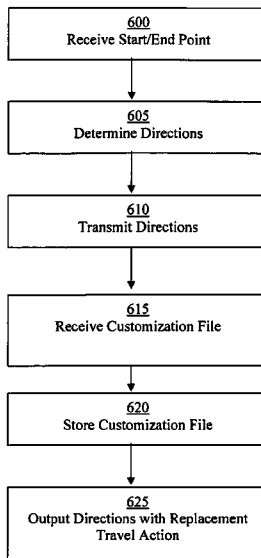 600
Receive Start/End Point
605
Determine Directions
610
Transmit Directions
615
Receive Customization File
620
Store Customization File
625
Output Directions with Replacement
Travel Action